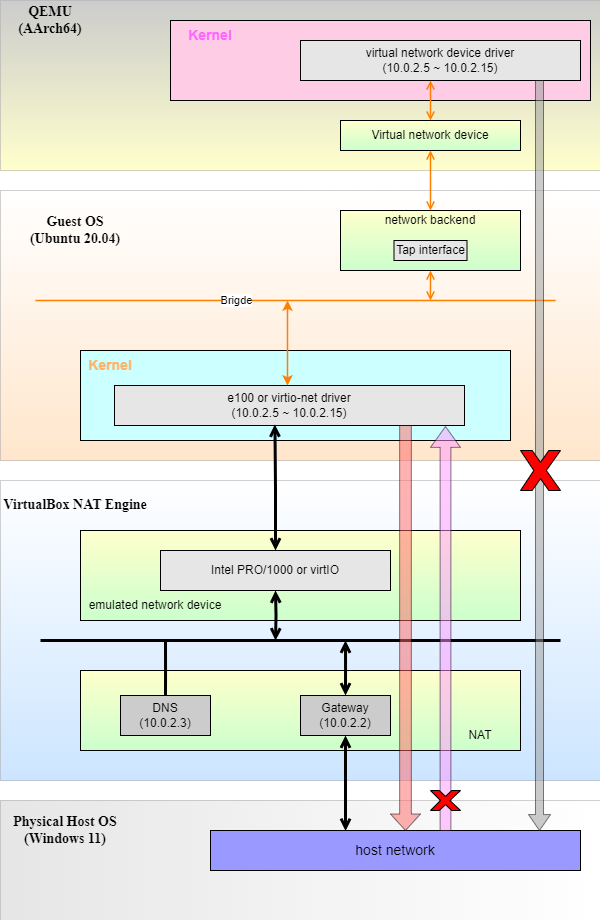 QEMU
(AArch64)
Kernel
virtual network device driver
(10.0.2.5 ~ 10.0.2.15)
Virtual network device
Guest OS
(Ubuntu 20.04)
network backend
Tap interface
Brigde
Kernel
e100 or virtio-net driver
(10.0.2.5 ~ 10.0.2.15)
VirtualBox NAT Engine
Intel PRO/1000 or virtIO
emulated network device
DNS
(10.0.2.3)
Gateway
(10.0.2.2)
NAT
Physical Host OS
(Windows 11)
host network